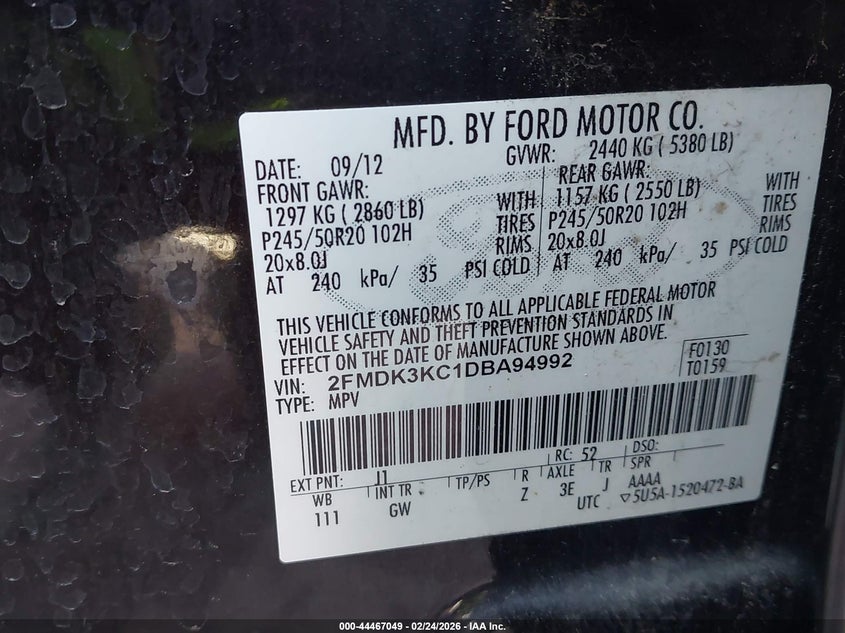 MFD. BY FORD MOTOR CO.
DATE: 09/12 GVWR: 2440 KG ( 5380 LB)
FRONT GAWR: REAR GAWR:
1297 KG ( 2860 LB) WITH 1157 KG ( 2550 LB) WITH
P245/50R20 102H TIRES P245/50R20 102H TIRES
20x8.0J RIMS 20x8.0J RIMS
AT 240 kPa/ 35 PSI COLD AT 240 kPa/ 35 PSI COLD
THIS VEHICLE CONFORMS TO ALL APPLICABLE FEDERAL MOTOR
VEHICLE SAFETY AND THEFT PREVENTION STANDARDS IN
EFFECT ON THE DATE OF MANUFACTURE SHOWN ABOVE.
VIN: 2FMDK3KC1DBA94992 F0130
TYPE: MPV T0159
EXT PNT: J1 RC: 52 DSO:
WB INT TR TP/PS R AXLE TR SPR
111 GW Z 3E J AAAA
UTC ▽5U5A-1520472-BA
000-44467049 - 02/24/2026 - IAA Inc.